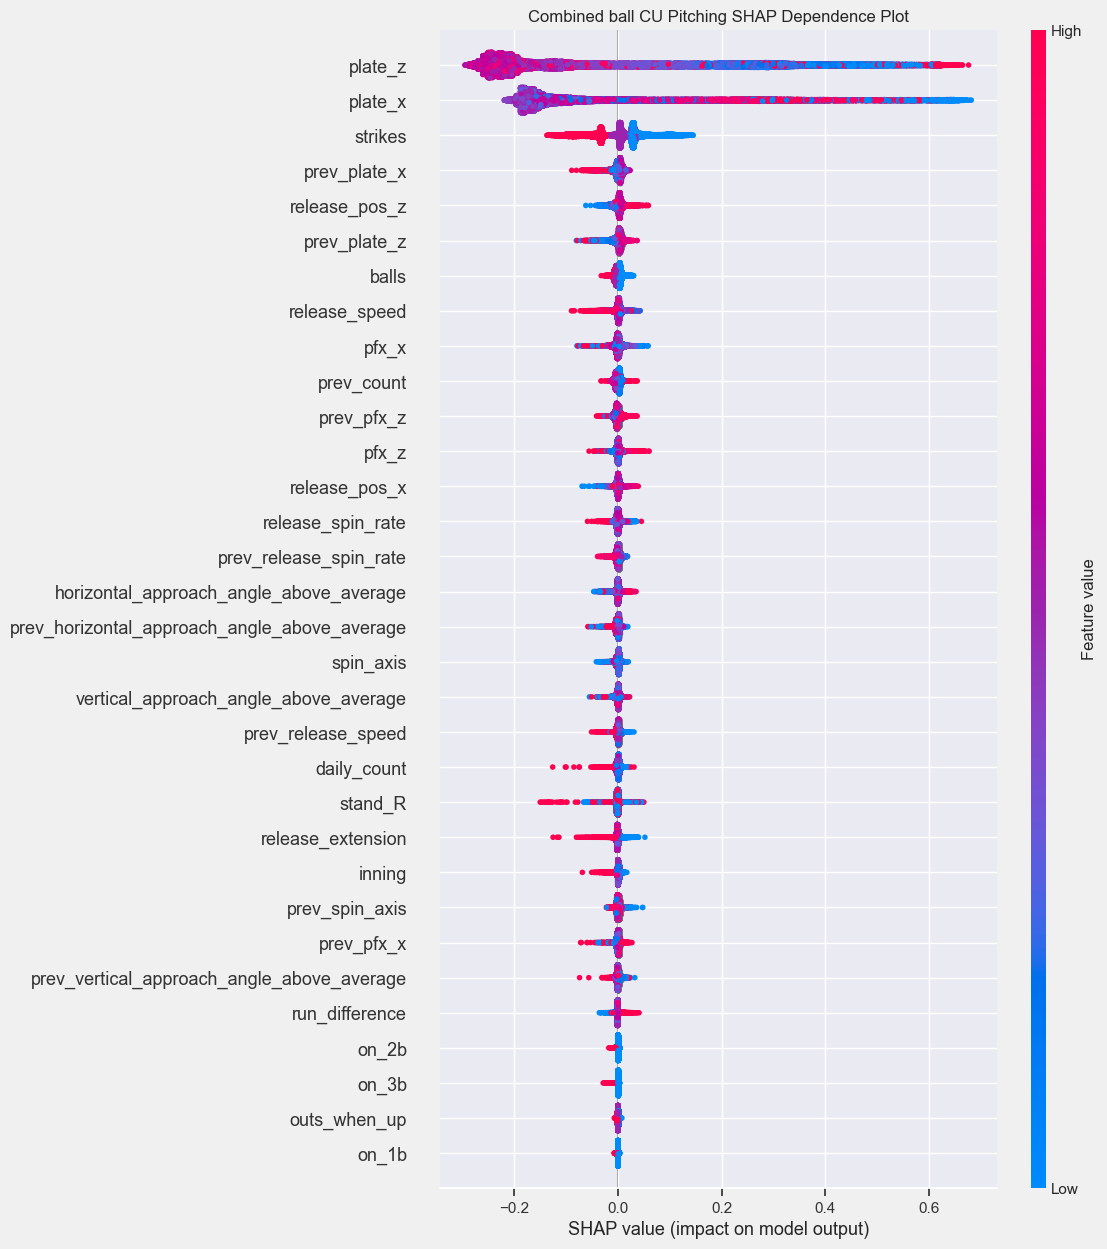 Combined ball CU Pitching SHAP Dependence Plot
High
plate_z
plate_x
strikes
prev_plate_x
release_pos_z
prev_plate_z
balls
release_speed
pfx_x
prev_count
prev_pfx_z
pfx_z
release_pos_x
release_spin_rate
prev_release_spin_rate
horizontal_approach_angle_above_average
prev_horizontal_approach_angle_above_average
spin_axis
vertical_approach_angle_above_average
prev_release_speed
daily_count
stand_R
release_extension
inning
prev_spin_axis
prev_pfx_x
prev_vertical_approach_angle_above_average
run_difference
on_2b
on_3b
outs_when_up
on_1b
Feature value
Low
−0.2 0.0 0.2 0.4 0.6
SHAP value (impact on model output)